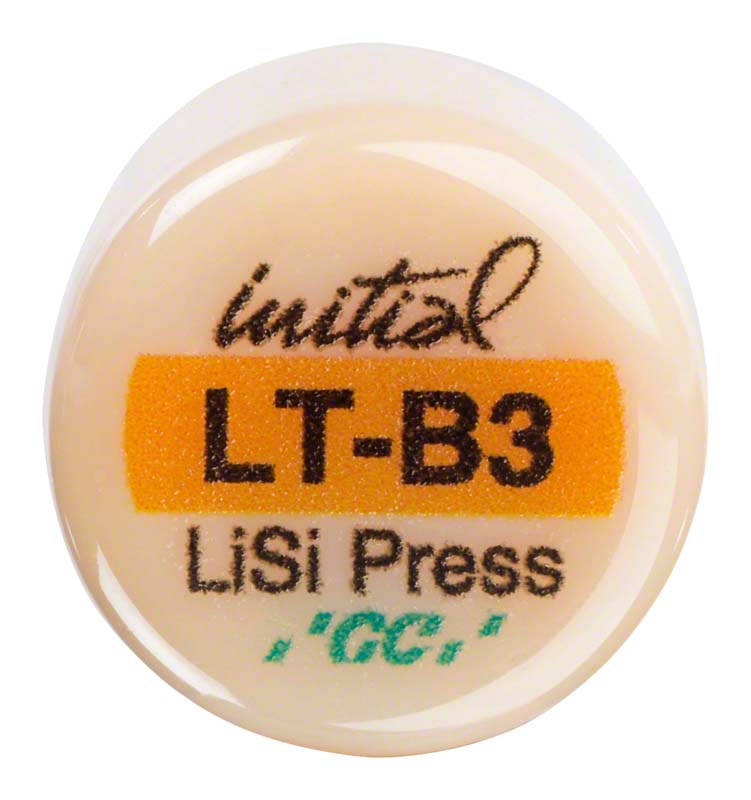 initial
LT-B3
LiSi Press
GC